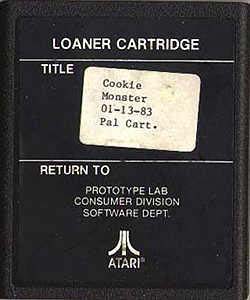 LOANER CARTRIDGE
TITLE
Cookie
Monster
01-13-83
Pal Cart.
RETURN TO
PROTOTYPE LAB
CONSUMER DIVISION
SOFTWARE DEPT.
ATARI®